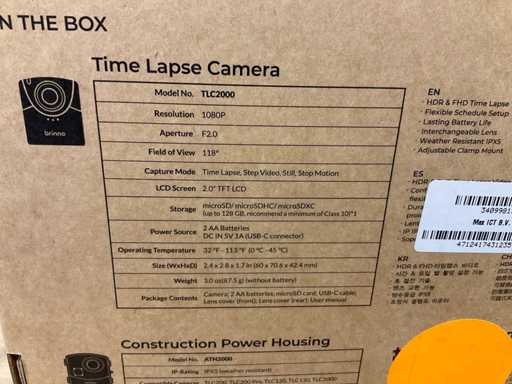 N THE BOX
Time Lapse Camera
brinno
Model No. TLC2000
Resolution 1080P
Aperture F2.0
Field of View 118°
Capture Mode Time Lapse, Step Video, Still, Stop Motion
LCD Screen 2.0" TFT LCD
Storage microSD/ microSDHC/ microSDXC
(up to 128 GB, recommend a minimum of Class 10)*1
Power Source 2 AA Batteries
DC IN 5V 1A (USB-C connector)
Operating Temperature 32 °F - 113 °F (0 °C - 45 °C)
Size (WxHxD) 2.4 x 2.8 x 1.7 in (60 x 70.6 x 42.4 mm)
Weight 3.0 oz(87.5 g) (without battery)
Package Contents Camera; 2 AA batteries; microSD card; USB-C cable;
Lens cover (front); Lens cover (rear); User manual
EN
· HDR & FHD Time Lapse
· Flexible Schedule Setup
· Lasting Battery Life
Interchangeable Lens
· Weather Resistant IPX5
· Adjustable Clamp Mount
ES
Max ICT B.V.
4712417431235
KR
Construction Power Housing
Model No. ATH2000
IP-Rating IPX5 (weather resistant)